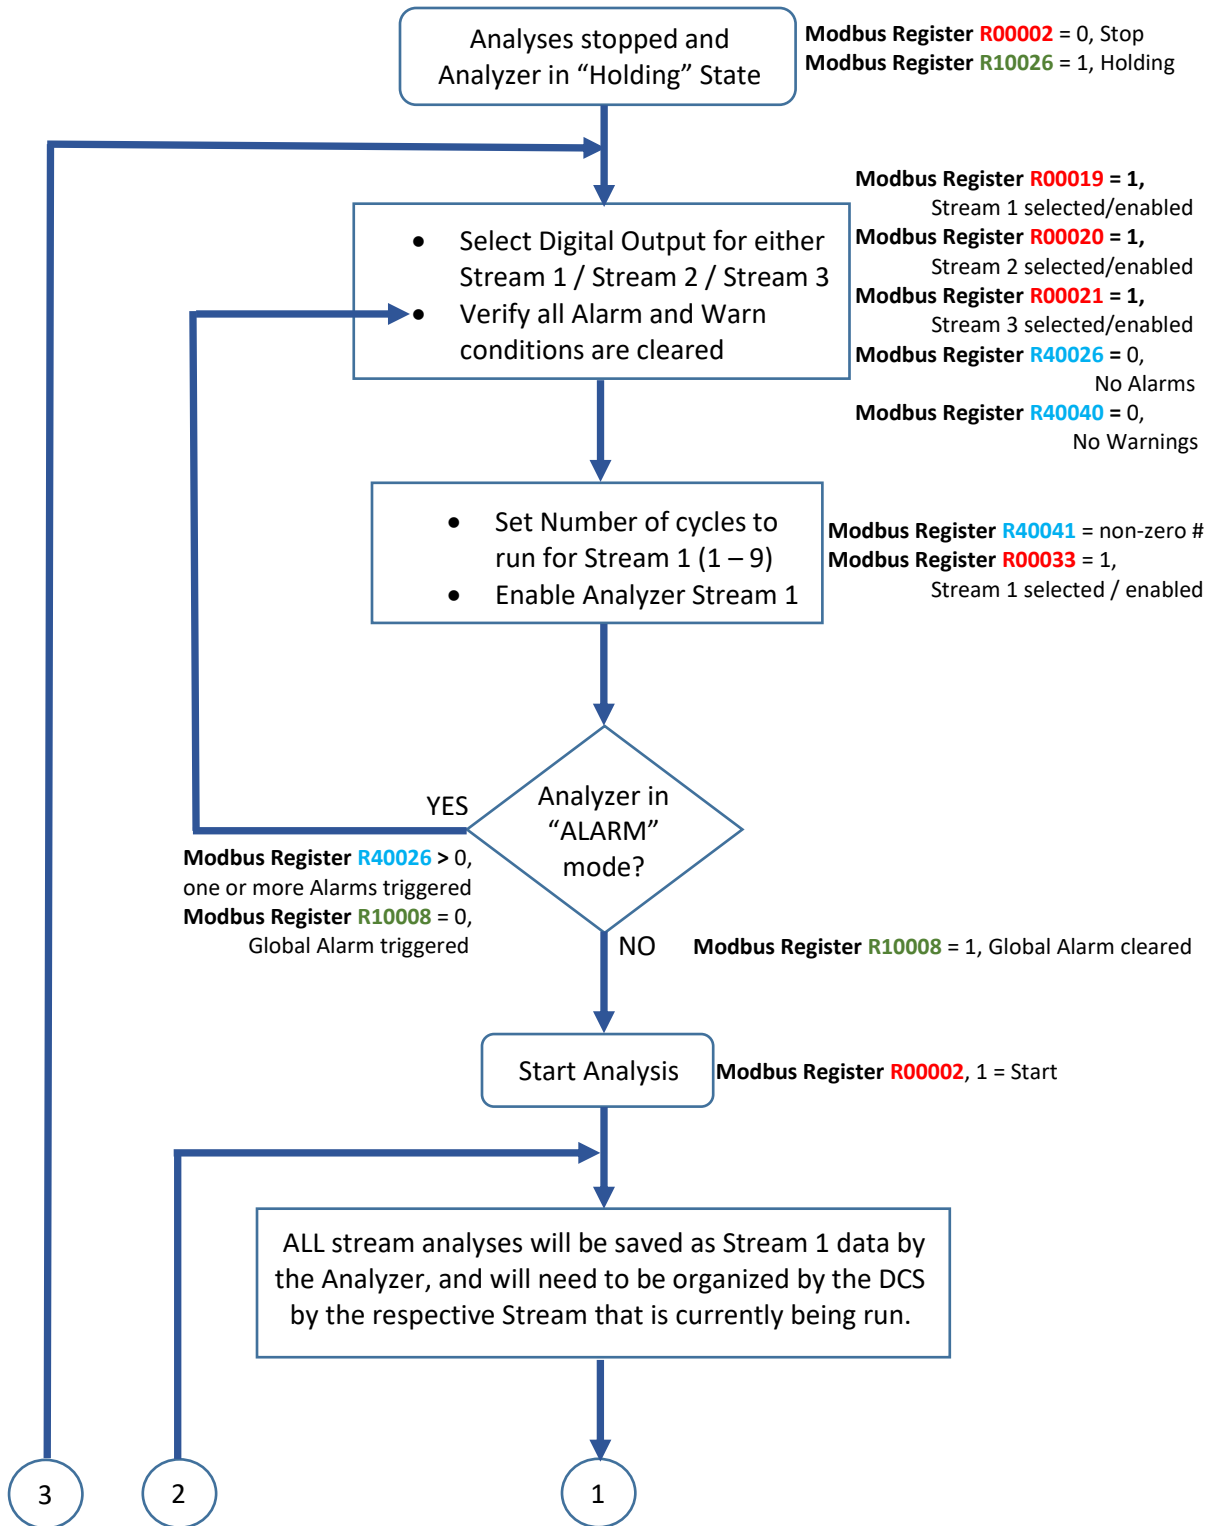 Analyses stopped and
Analyzer in “Holding” State
Modbus Register R00002 = 0, Stop
Modbus Register R10026 = 1, Holding
• Select Digital Output for either
Stream 1 / Stream 2 / Stream 3
• Verify all Alarm and Warn
conditions are cleared
Modbus Register R00019 = 1,
Stream 1 selected/enabled
Modbus Register R00020 = 1,
Stream 2 selected/enabled
Modbus Register R00021 = 1,
Stream 3 selected/enabled
Modbus Register R40026 = 0,
No Alarms
Modbus Register R40040 = 0,
No Warnings
• Set Number of cycles to
run for Stream 1 (1 – 9)
• Enable Analyzer Stream 1
Modbus Register R40041 = non-zero #
Modbus Register R00033 = 1,
Stream 1 selected / enabled
Analyzer in
“ALARM”
mode?
YES
Modbus Register R40026 > 0,
one or more Alarms triggered
Modbus Register R10008 = 0,
Global Alarm triggered
NO
Modbus Register R10008 = 1, Global Alarm cleared
Start Analysis
Modbus Register R00002, 1 = Start
ALL stream analyses will be saved as Stream 1 data by
the Analyzer, and will need to be organized by the DCS
by the respective Stream that is currently being run.
3
2
1